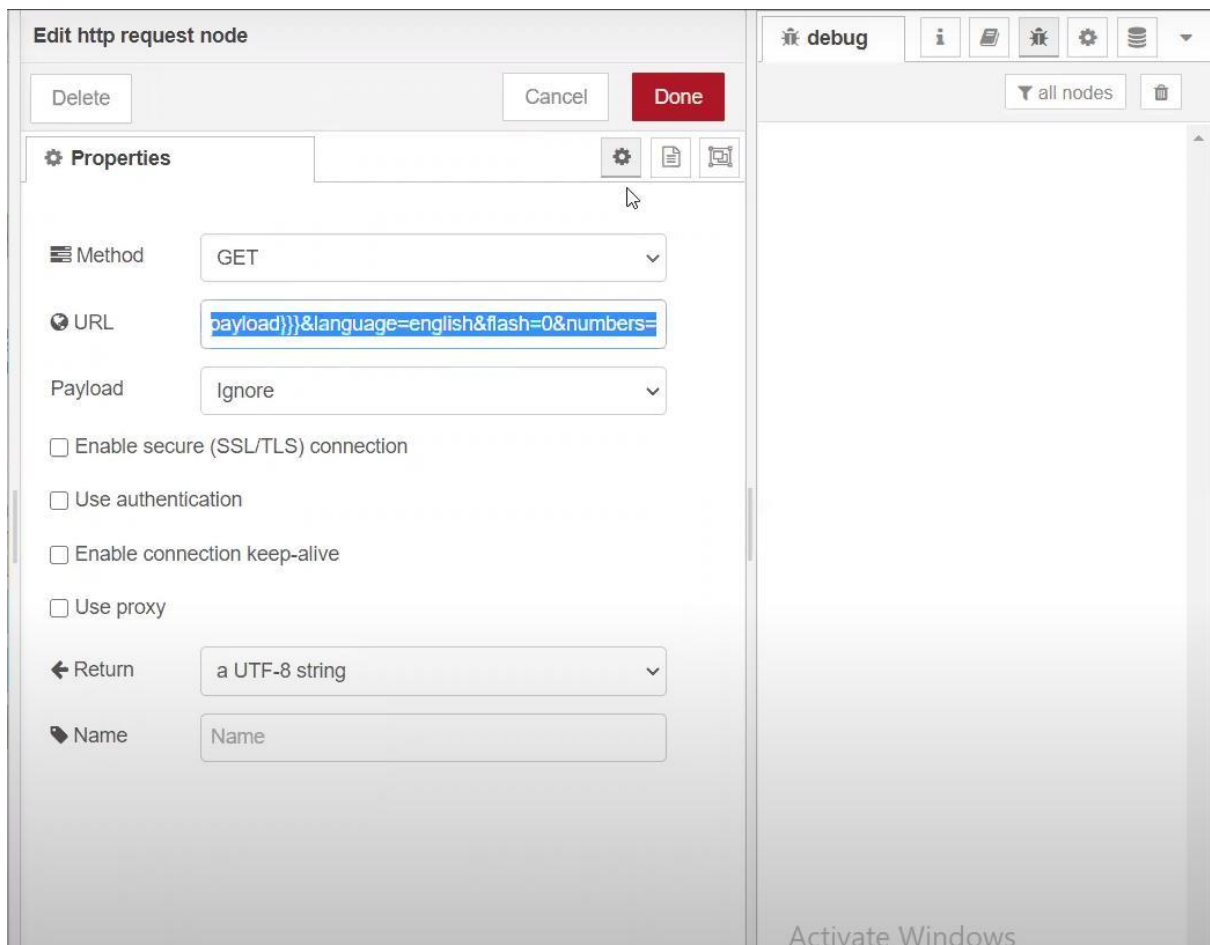 Edit http request node
debug
Delete
Cancel
Done
all nodes
Properties
Method
GET
URL
payload}}}&language=english&flash=0&numbers=
Payload
Ignore
Enable secure (SSL/TLS) connection
Use authentication
Enable connection keep-alive
Use proxy
Return
a UTF-8 string
Name
Name
Activate Windows